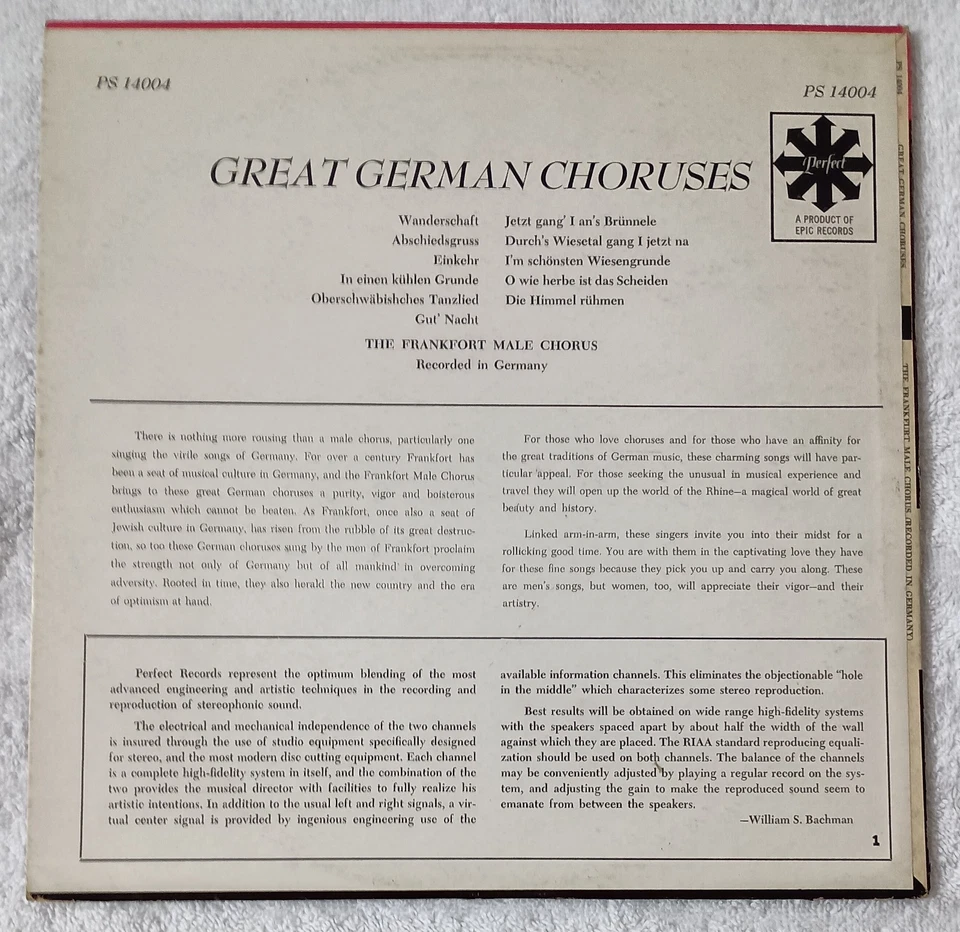 PS 14004
PS 14004
Perfect
A PRODUCT OF
EPIC RECORDS
GREAT GERMAN CHORUSES
Wanderschaft
Abschiedsgruss
Einkehr
In einen kühlen Grunde
Oberschwäbishches Tanzlied
Gut' Nacht
Jetzt gang' I an's Brünnele
Durch's Wiesetal gang I jetzt na
I'm schönsten Wiesengrunde
O wie herbe ist das Scheiden
Die Himmel rühmen
THE FRANKFORT MALE CHORUS
Recorded in Germany
There is nothing more rousing than a male chorus, particularly one
singing the virile songs of Germany. For over a century Frankfort has
been a seat of musical culture in Germany, and the Frankfort Male Chorus
brings to these great German choruses a purity, vigor and boisterous
enthusiasm which cannot be beaten. As Frankfort, once also a seat of
Jewish culture in Germany, has risen from the rubble of its great destruc-
tion, so too these German choruses sung by the men of Frankfort proclaim
the strength not only of Germany but of all mankind in overcoming
adversity. Rooted in time, they also herald the new country and the era
of optimism at hand.
For those who love choruses and for those who have an affinity for
the great traditions of German music, these charming songs will have par-
ticular appeal. For those seeking the unusual in musical experience and
travel they will open up the world of the Rhine—a magical world of great
beauty and history.
Linked arm-in-arm, these singers invite you into their midst for a
rollicking good time. You are with them in the captivating love they have
for these fine songs because they pick you up and carry you along. These
are men's songs, but women, too, will appreciate their vigor—and their
artistry.
Perfect Records represent the optimum blending of the most
advanced engineering and artistic techniques in the recording and
reproduction of stereophonic sound.
The electrical and mechanical independence of the two channels
is insured through the use of studio equipment specifically designed
for stereo, and the most modern disc cutting equipment. Each channel
is a complete high-fidelity system in itself, and the combination of the
two provides the musical director with facilities to fully realize his
artistic intentions. In addition to the usual left and right signals, a vir-
tual center signal is provided by ingenious engineering use of the
available information channels. This eliminates the objectionable "hole
in the middle" which characterizes some stereo reproduction.
Best results will be obtained on wide range high-fidelity systems
with the speakers spaced apart by about half the width of the wall
against which they are placed. The RIAA standard reproducing equali-
zation should be used on both channels. The balance of the channels
may be conveniently adjusted by playing a regular record on the sys-
tem, and adjusting the gain to make the reproduced sound seem to
emanate from between the speakers.
—William S. Bachman
1
PS 14004
GREAT GERMAN CHORUSES
THE FRANKFURT MALE CHORUS (RECORDED IN GERMANY)